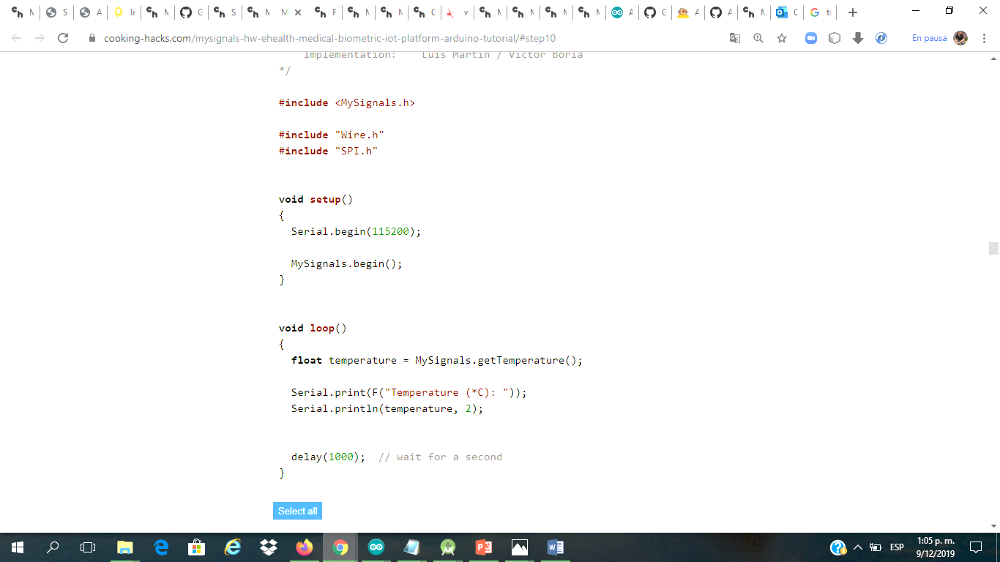 M
S
A
Ir
M
G
S
M M
F
M
M
C
w
M
M
M
M
A
G
A
A
M
C
ti
cooking-hacks.com/mysignals-hw-ehealth-medical-biometric-iot-platform-arduino-tutorial/#step10
En pausa
Implementation: Luis Martin / Victor Boria
*/
#include <MySignals.h>
#include "Wire.h"
#include "SPI.h"
void setup()
{
Serial.begin(115200);
MySignals.begin();
}
void loop()
{
float temperature = MySignals.getTemperature();
Serial.print(F("Temperature (*C): "));
Serial.println(temperature, 2);
delay(1000); // wait for a second
}
Select all
ESP
1:05 p. m.
9/12/2019